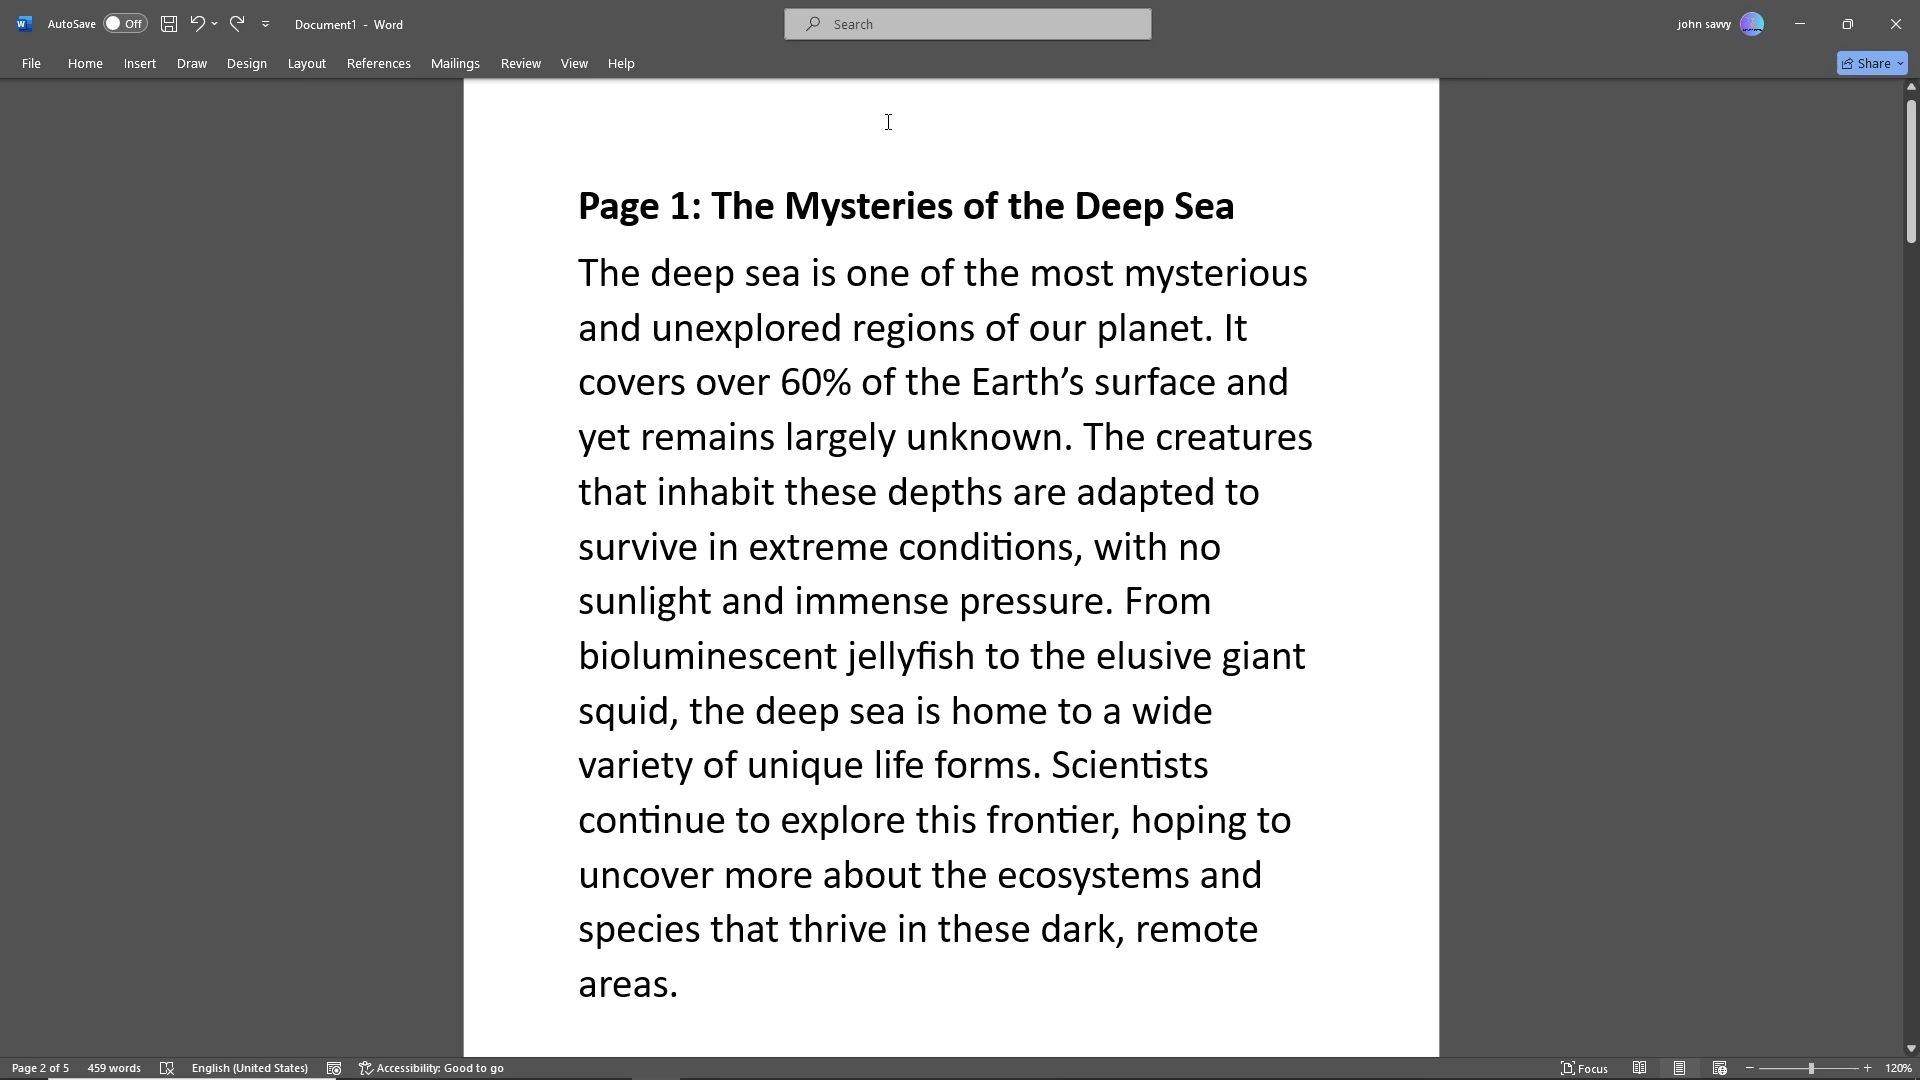 AutoSave Off Document1 - Word Search john savvy
File Home Insert Draw Design Layout References Mailings Review View Help Share
Page 1: The Mysteries of the Deep Sea
The deep sea is one of the most mysterious
and unexplored regions of our planet. It
covers over 60% of the Earth’s surface and
yet remains largely unknown. The creatures
that inhabit these depths are adapted to
survive in extreme conditions, with no
sunlight and immense pressure. From
bioluminescent jellyfish to the elusive giant
squid, the deep sea is home to a wide
variety of unique life forms. Scientists
continue to explore this frontier, hoping to
uncover more about the ecosystems and
species that thrive in these dark, remote
areas.
Page 2 of 5 459 words English (United States) Accessibility: Good to go Focus 120%